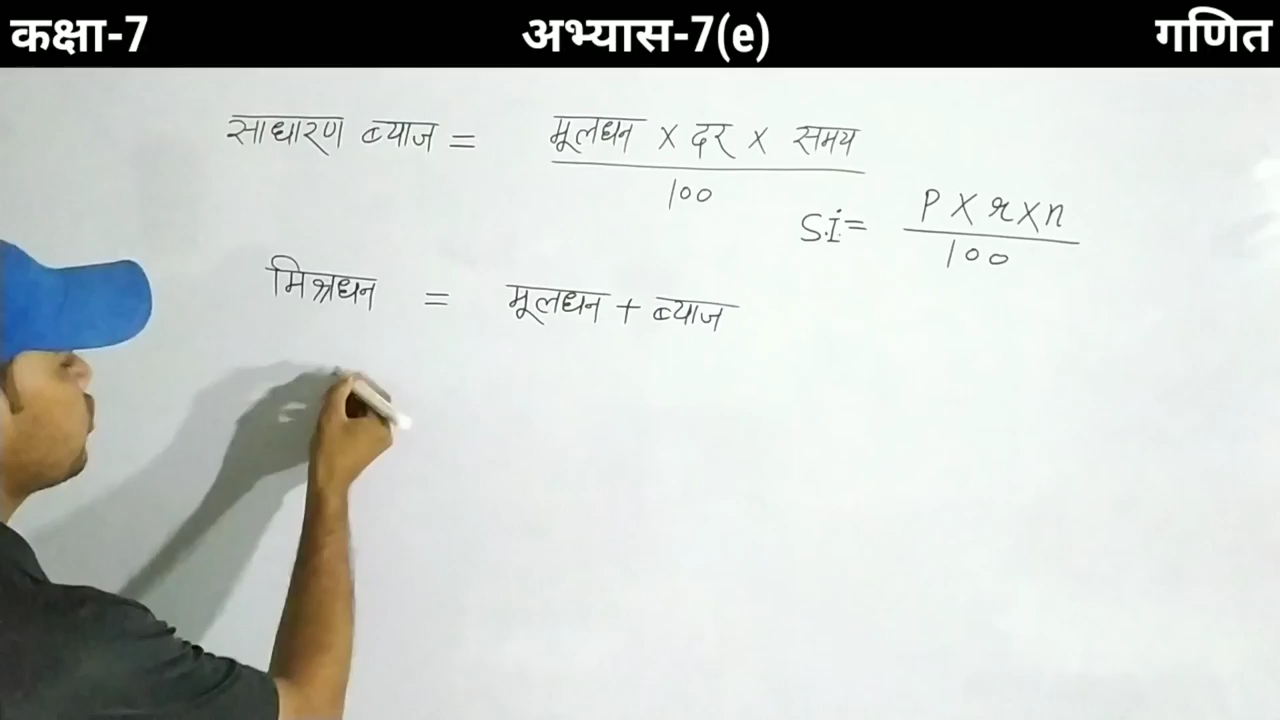 कक्षा-7 अभ्यास-7(e) गणित
साधारण ब्याज = मूलधन × दर × समय
100
S.I. = P × r × n
100
मिश्रधन = मूलधन + ब्याज